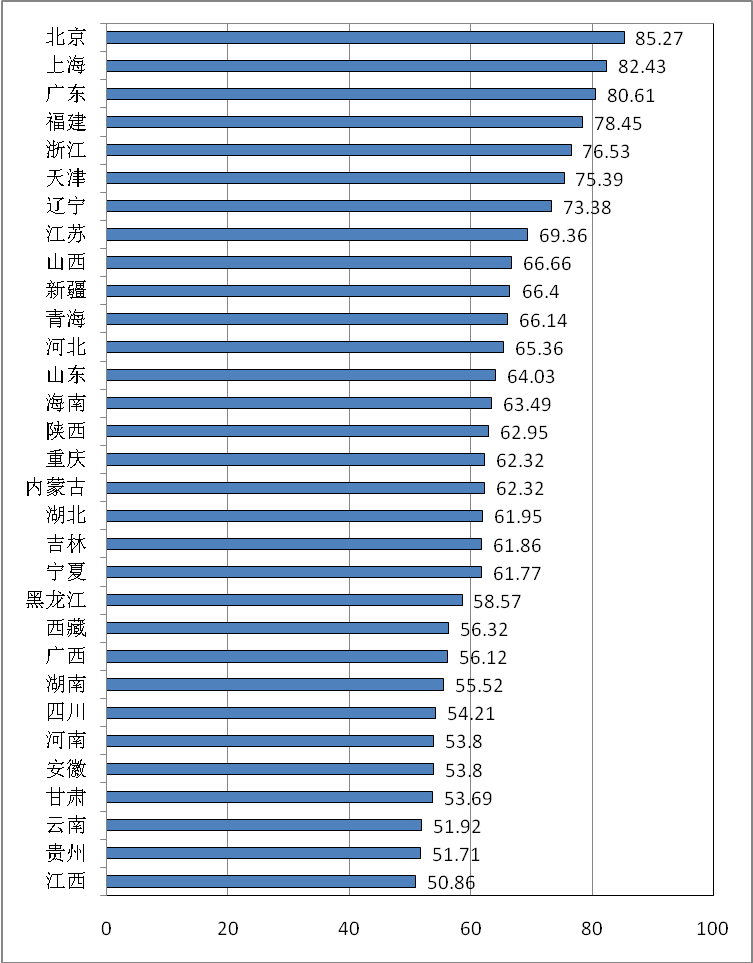 北京 85.27
上海 82.43
广东 80.61
福建 78.45
浙江 76.53
天津 75.39
辽宁 73.38
江苏 69.36
山西 66.66
新疆 66.4
青海 66.14
河北 65.36
山东 64.03
海南 63.49
陕西 62.95
重庆 62.32
内蒙古 62.32
湖北 61.95
吉林 61.86
宁夏 61.77
黑龙江 58.57
西藏 56.32
广西 56.12
湖南 55.52
四川 54.21
河南 53.8
安徽 53.8
甘肃 53.69
云南 51.92
贵州 51.71
江西 50.86
0 20 40 60 80 100